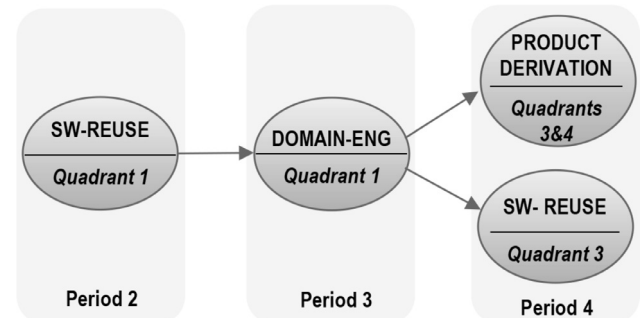 SW-REUSE
Quadrant 1
Period 2
DOMAIN-ENG
Quadrant 1
Period 3
PRODUCT
DERIVATION
Quadrants
3&4
SW- REUSE
Quadrant 3
Period 4